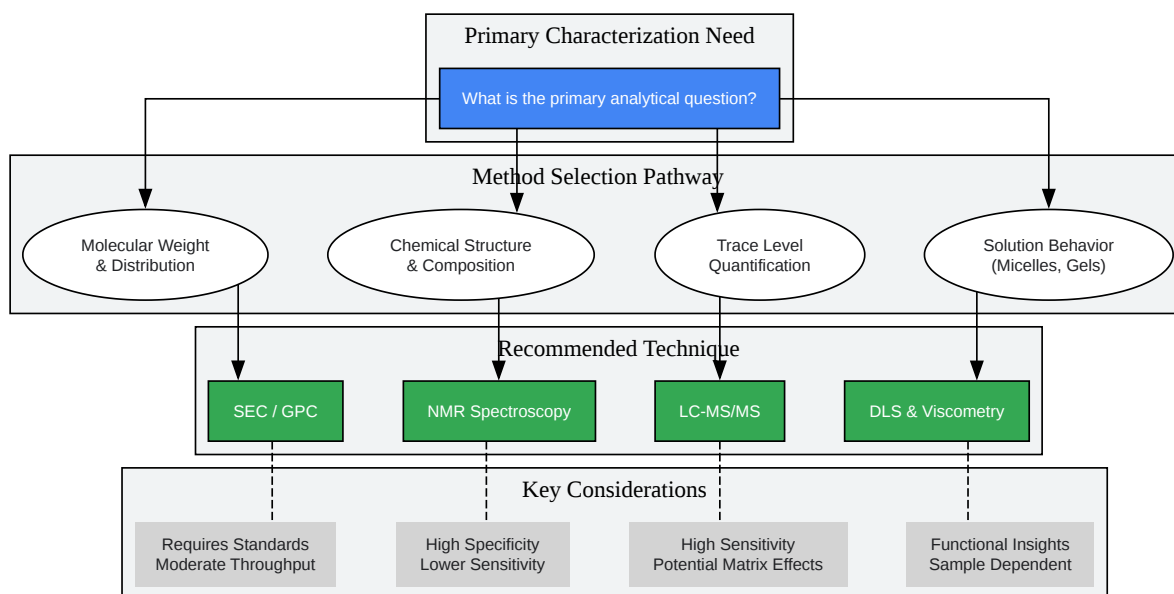 Primary Characterization Need
What is the primary analytical question?
Method Selection Pathway
Molecular Weight
& Distribution
Chemical Structure
& Composition
Trace Level
Quantification
Solution Behavior
(Micelles, Gels)
Recommended Technique
SEC / GPC
NMR Spectroscopy
LC-MS/MS
DLS & Viscometry
Key Considerations
Requires Standards
Moderate Throughput
High Specificity
Lower Sensitivity
High Sensitivity
Potential Matrix Effects
Functional Insights
Sample Dependent